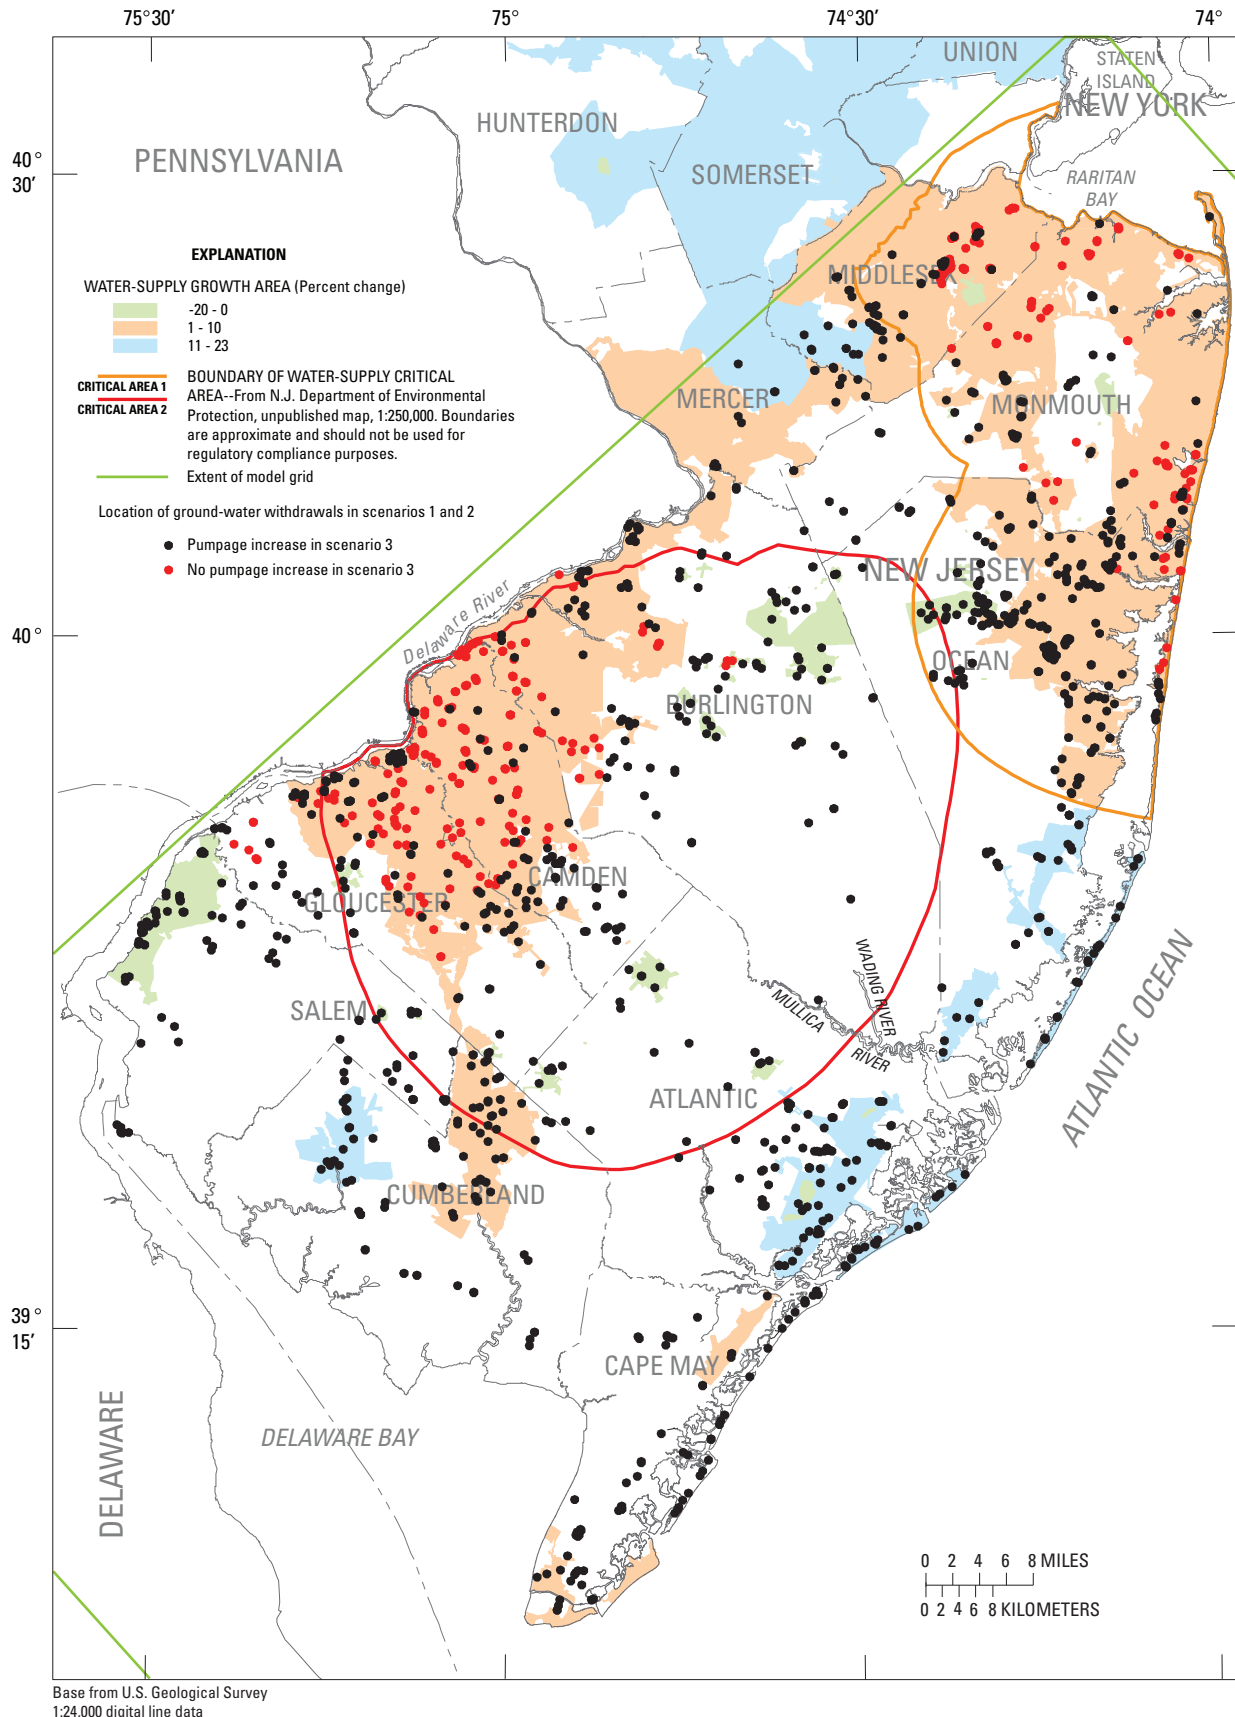 75°30′ 75° 74°30′ 74°
UNION
STATEN
ISLAND
NEW YORK
HUNTERDON
PENNSYLVANIA
40°
30′
SOMERSET
RARITAN
BAY
EXPLANATION
WATER-SUPPLY GROWTH AREA (Percent change)
-20 - 0
1 - 10
11 - 23
CRITICAL AREA 1
CRITICAL AREA 2
BOUNDARY OF WATER-SUPPLY CRITICAL
AREA--From N.J. Department of Environmental
Protection, unpublished map, 1:250,000. Boundaries
are approximate and should not be used for
regulatory compliance purposes.
Extent of model grid
Location of ground-water withdrawals in scenarios 1 and 2
Pumpage increase in scenario 3
No pumpage increase in scenario 3
MIDDLESEX
MERCER
MONMOUTH
NEW JERSEY
Delaware River
40°
OCEAN
BURLINGTON
CAMDEN
GLOUCESTER
WADING RIVER
MULLICA
RIVER
SALEM
ATLANTIC
ATLANTIC OCEAN
CUMBERLAND
39°
15′
CAPE MAY
DELAWARE
DELAWARE BAY
0 2 4 6 8 MILES
0 2 4 6 8 KILOMETERS
Base from U.S. Geological Survey
1:24,000 digital line data